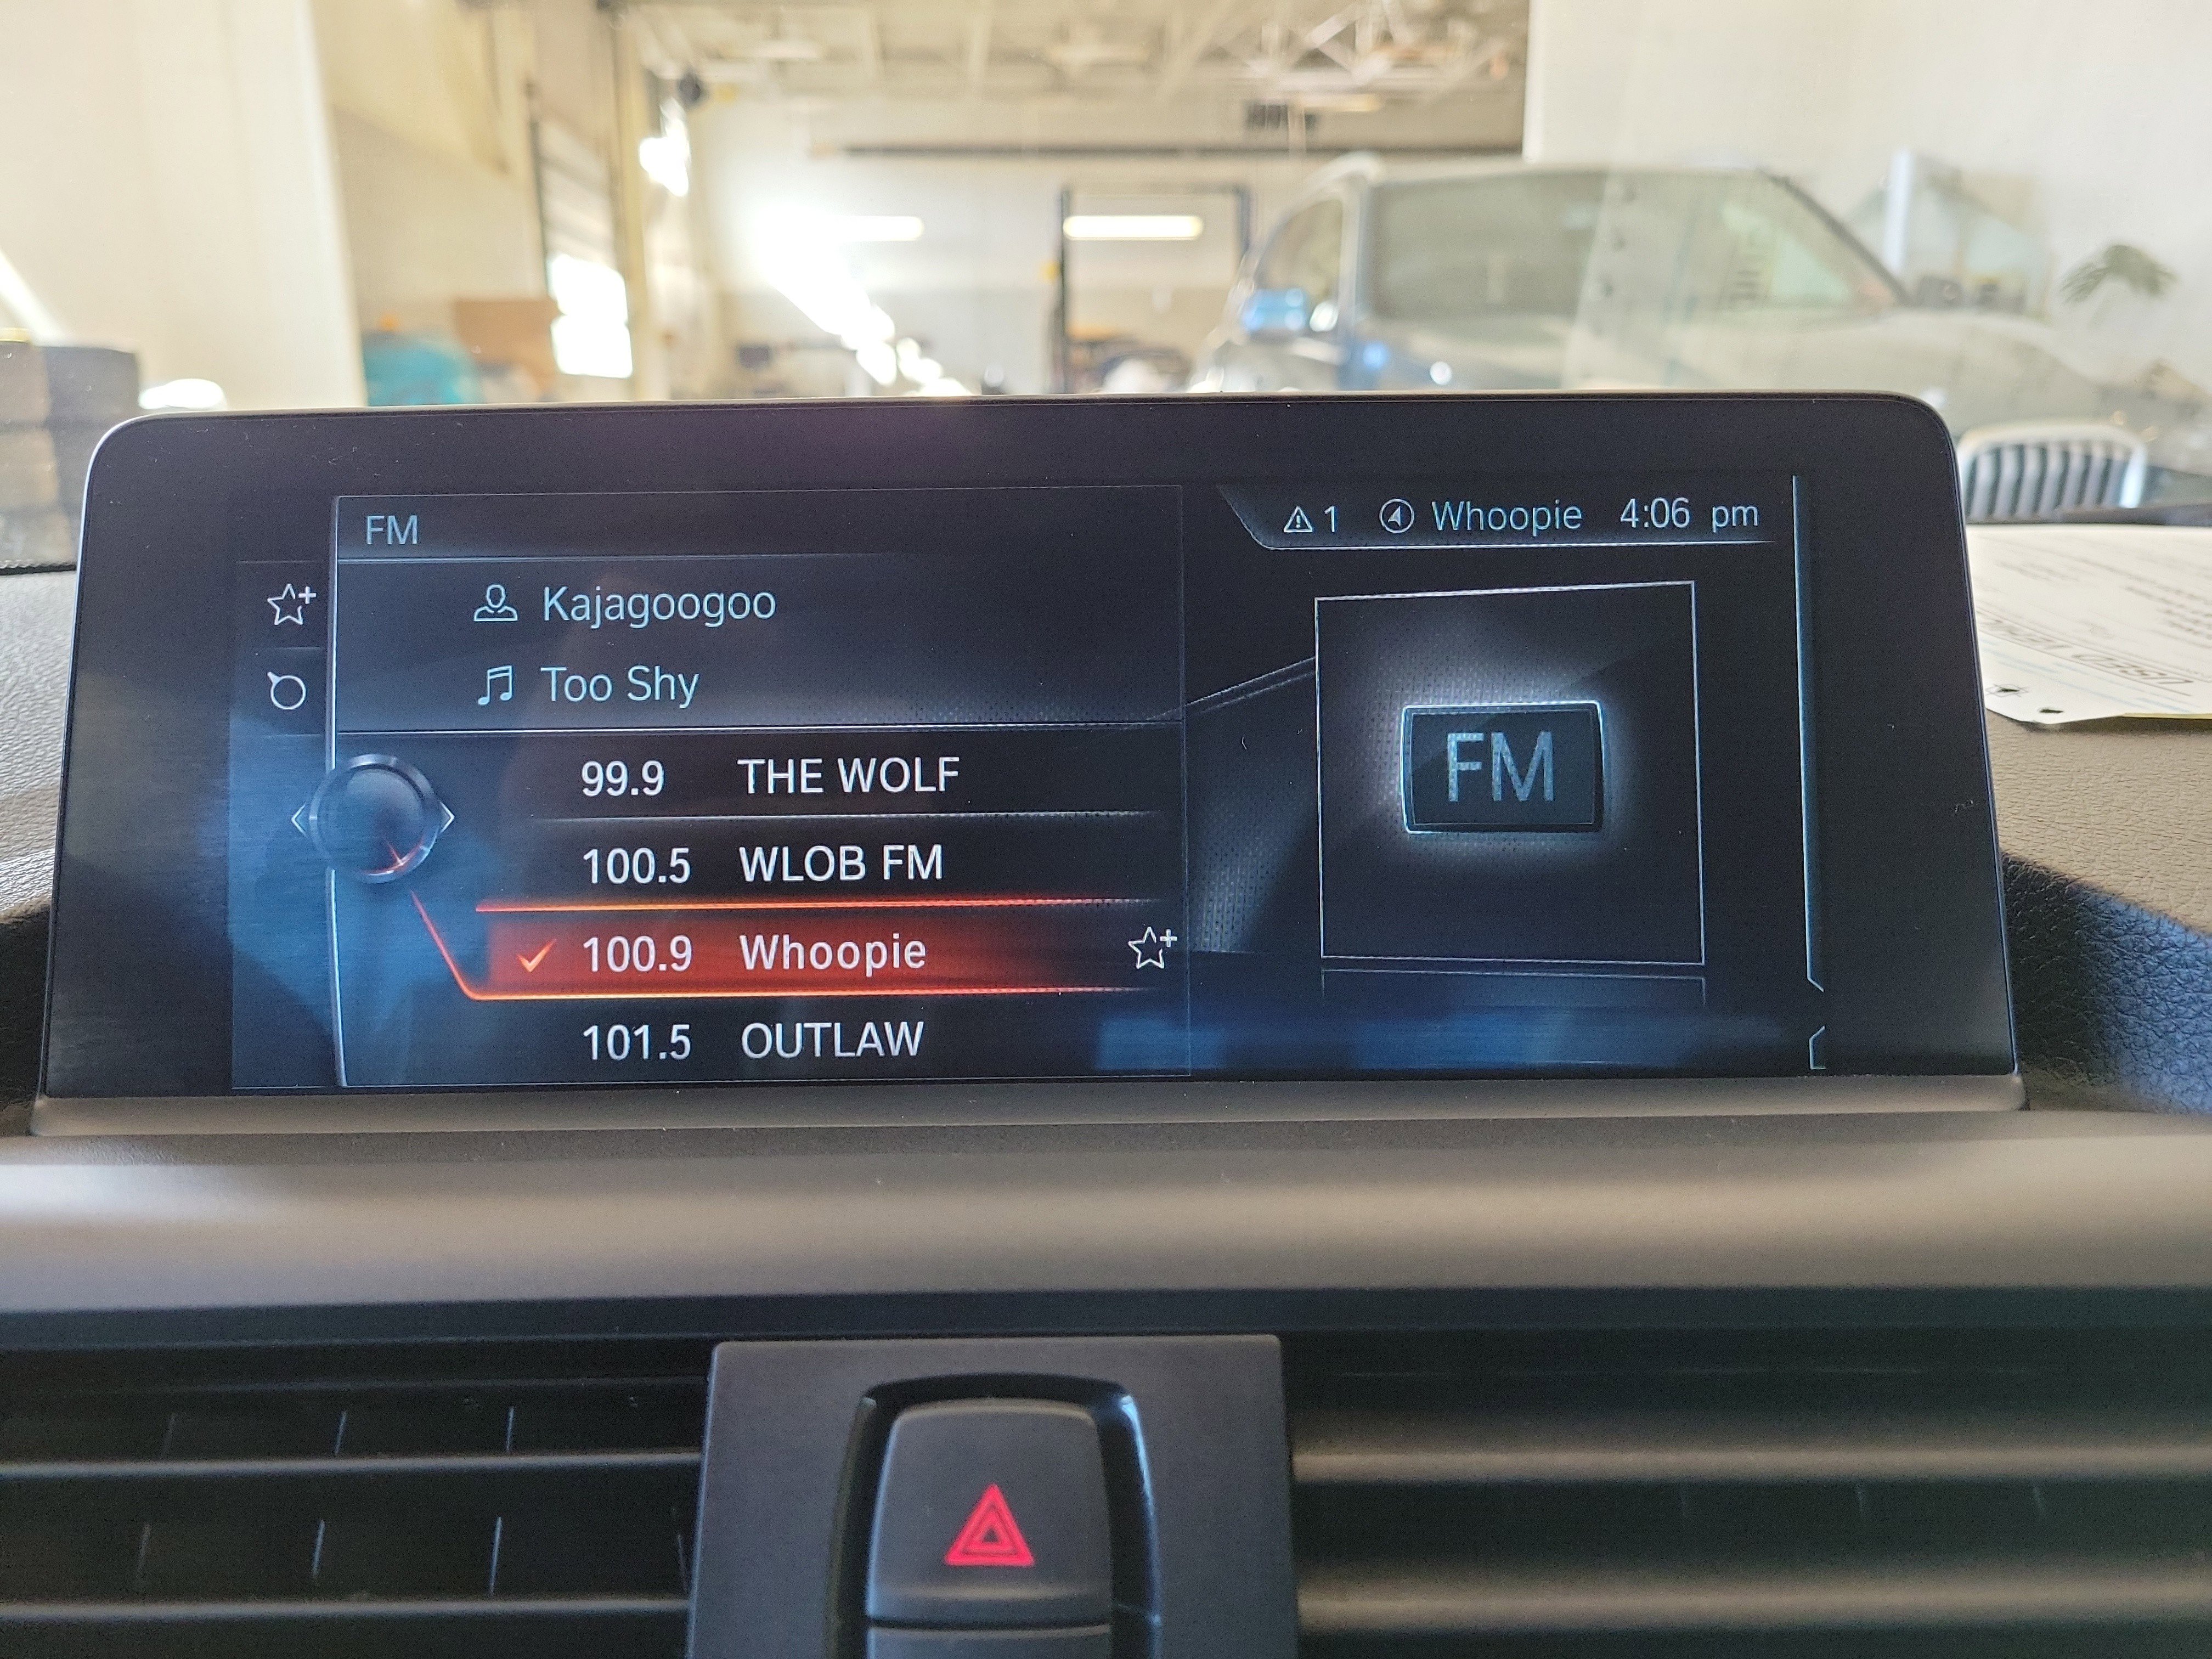 FM
⚠ 1 Whoopie 4:06 pm
Kajagoogoo
Too Shy
99.9 THE WOLF
100.5 WLOB FM
100.9 Whoopie
101.5 OUTLAW
FM